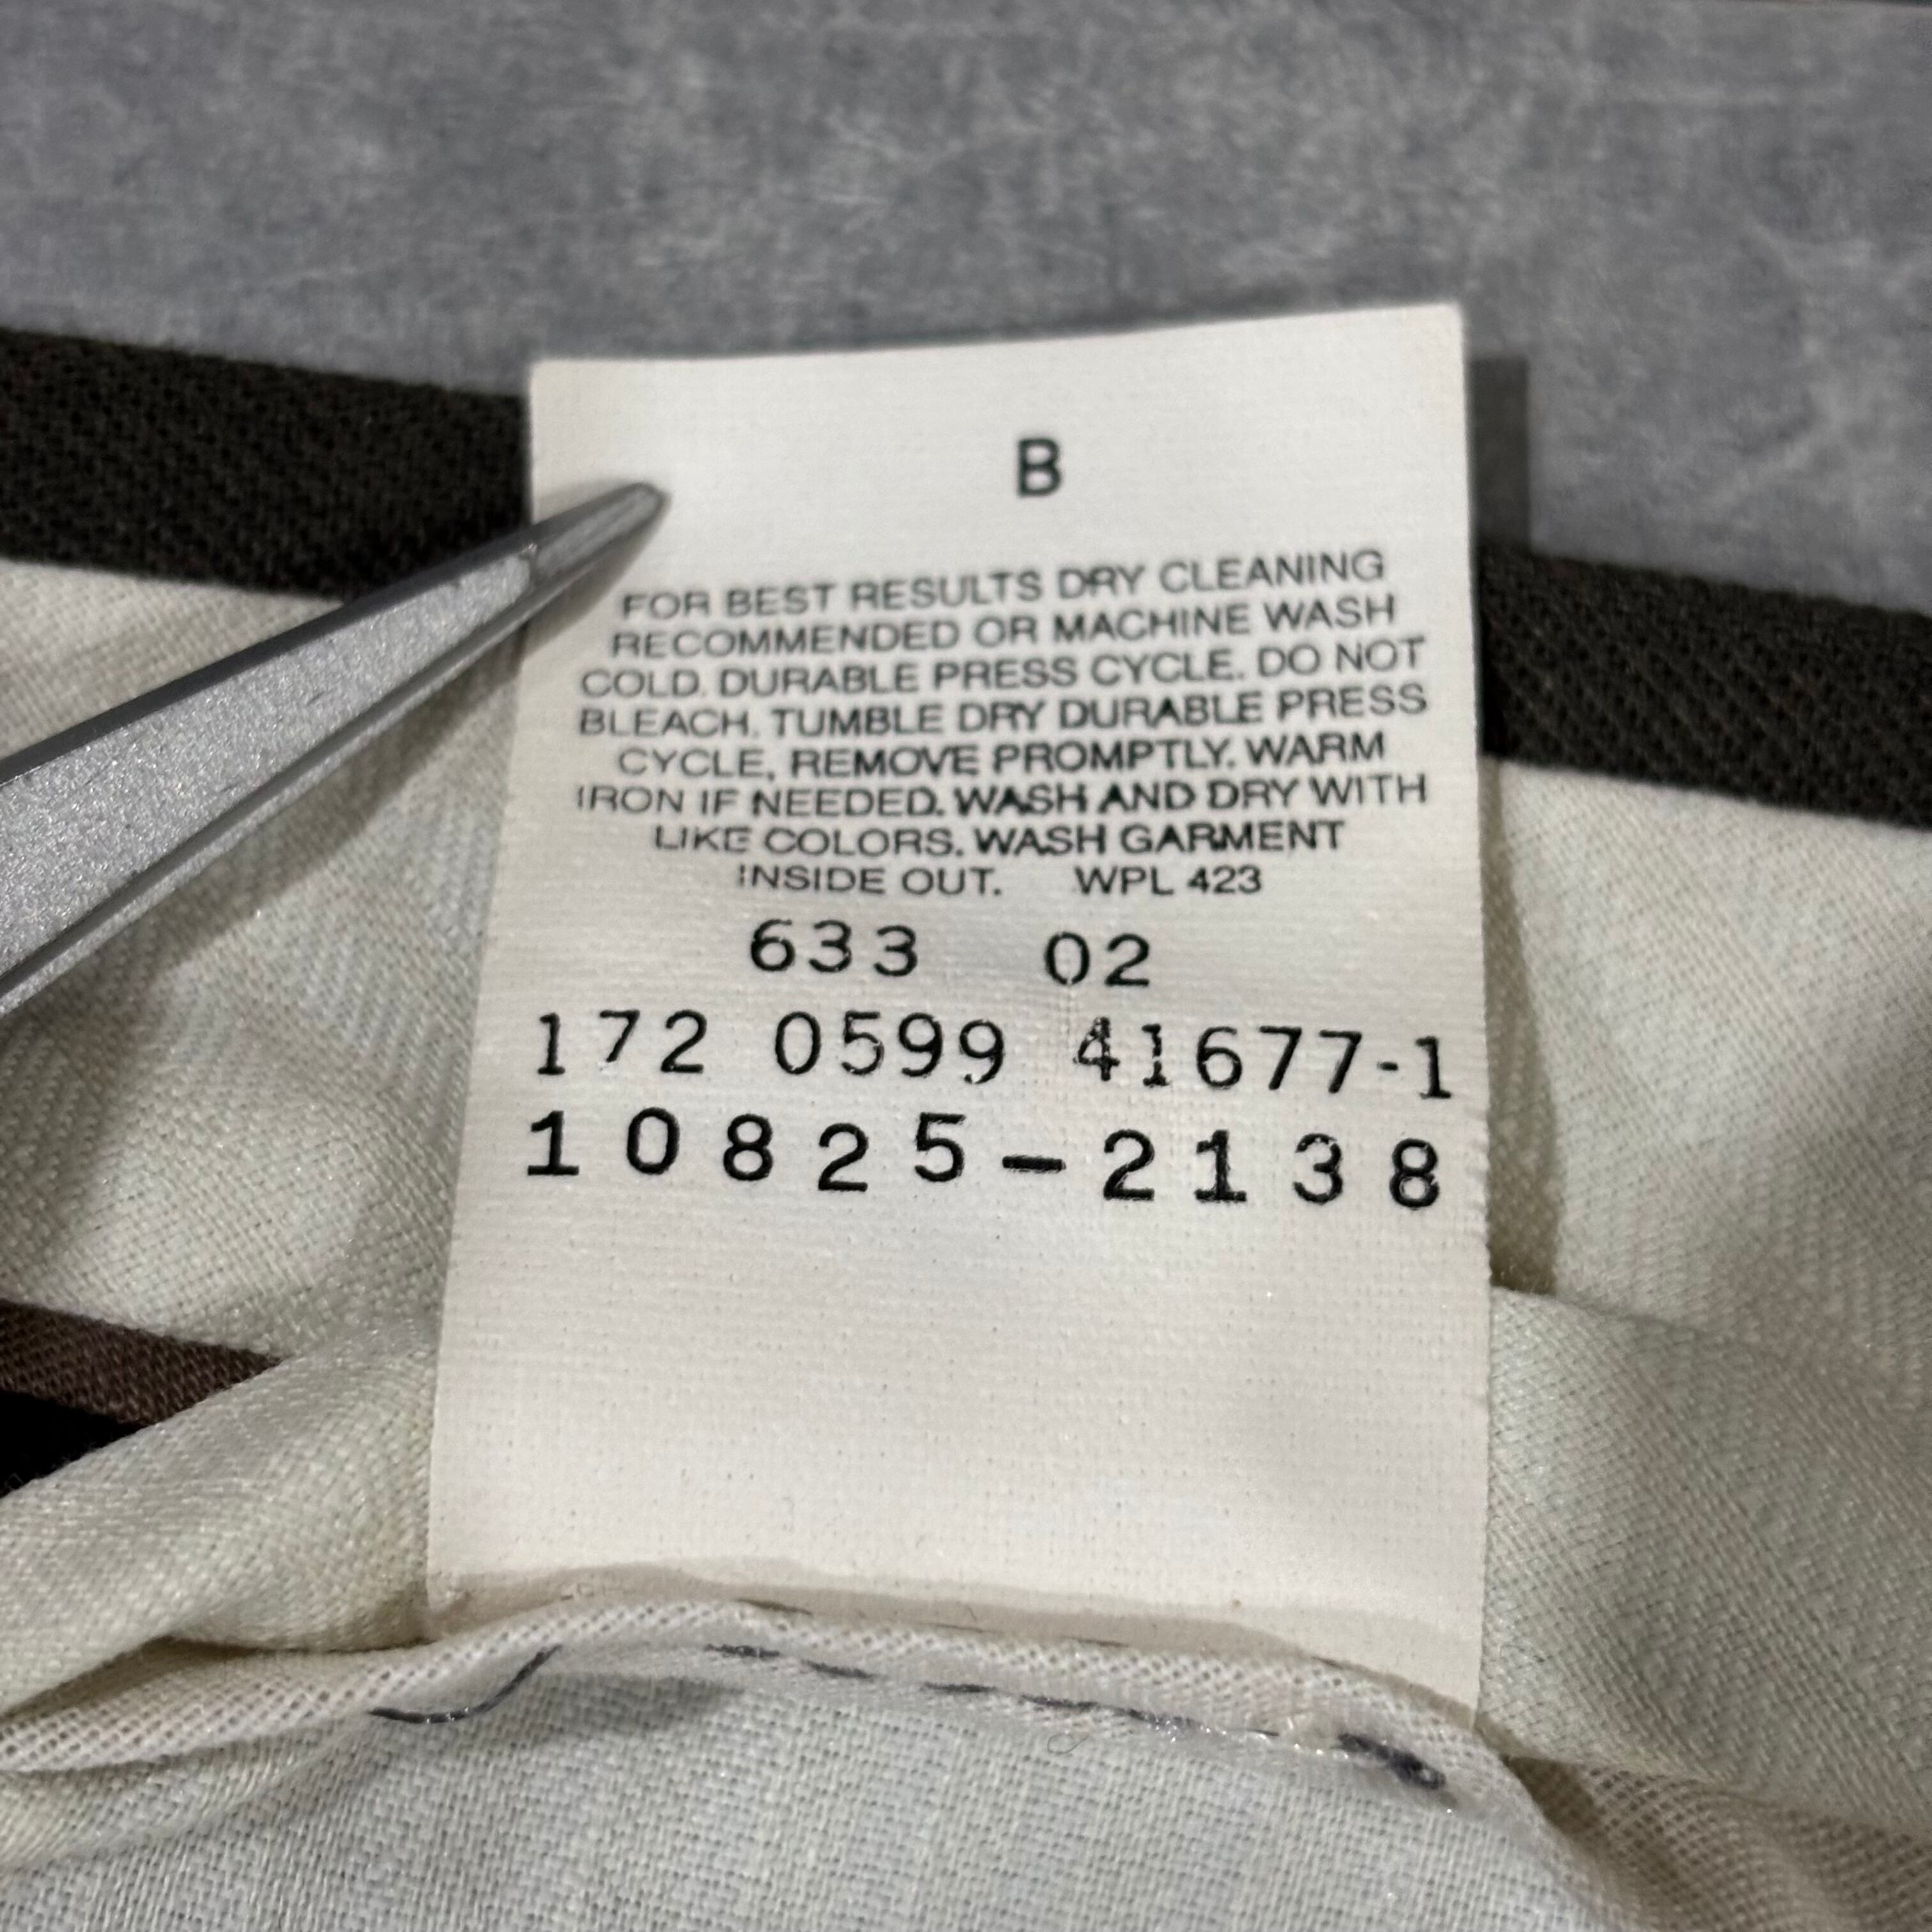 B
FOR BEST RESULTS DRY CLEANING
RECOMMENDED OR MACHINE WASH
COLD. DURABLE PRESS CYCLE. DO NOT
BLEACH. TUMBLE DRY DURABLE PRESS
CYCLE, REMOVE PROMPTLY. WARM
IRON IF NEEDED. WASH AND DRY WITH
LIKE COLORS. WASH GARMENT
INSIDE OUT. WPL 423
633 02
172 0599 41677-1
10825-2138